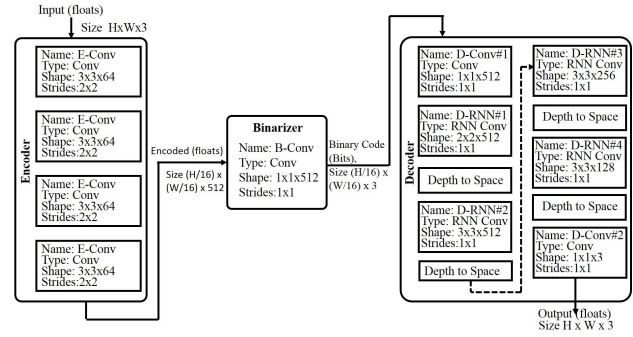 Input (floats)
Size HxWx3
Encoder
Name: E-Conv
Type: Conv
Shape: 3x3x64
Strides:2x2
Name: E-Conv
Type: Conv
Shape: 3x3x64
Strides:2x2
Name: E-Conv
Type: Conv
Shape: 3x3x64
Strides:2x2
Name: E-Conv
Type: Conv
Shape: 3x3x64
Strides:2x2
Encoded (floats)
Size (H/16) x
(W/16) x 512
Binarizer
Name: B-Conv
Type: Conv
Shape: 1x1x512
Strides:1x1
Binary Code
(Bits),
Size (H/16) x
(W/16) x 3
Decoder
Name: D-Conv#1
Type: Conv
Shape: 1x1x512
Strides:1x1
Name: D-RNN#1
Type: RNN Conv
Shape: 2x2x512
Strides:1x1
Depth to Space
Name: D-RNN#2
Type: RNN Conv
Shape: 3x3x512
Strides:1x1
Depth to Space
Name: D-RNN#3
Type: RNN Conv
Shape: 3x3x256
Strides:1x1
Depth to Space
Name: D-RNN#4
Type: RNN Conv
Shape: 3x3x128
Strides:1x1
Depth to Space
Name: D-Conv#2
Type: Conv
Shape: 1x1x3
Strides:1x1
Output (floats)
Size H x W x 3